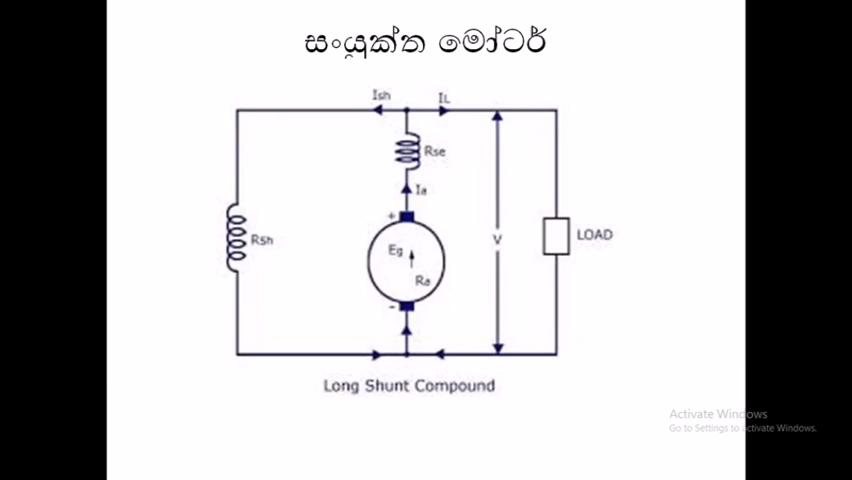 සංයුක්ත මෝටර්
Ish
IL
Rse
Ia
+
Rsh
Eg
V
LOAD
Ra
-
Long Shunt Compound
Activate Windows
Go to Settings to activate Windows.